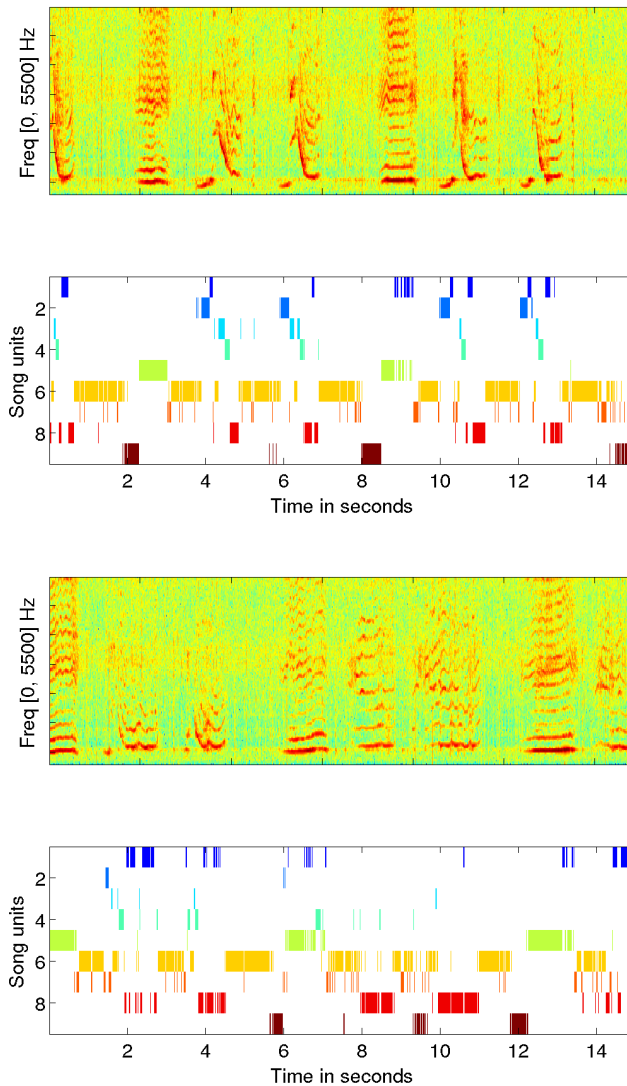 Freq [0, 5500] Hz
Song units
2
4
6
8
2 4 6 8 10 12 14
Time in seconds
Freq [0, 5500] Hz
Song units
2
4
6
8
2 4 6 8 10 12 14
Time in seconds